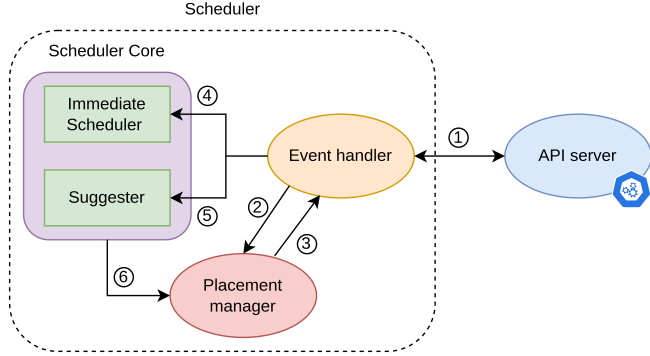 Scheduler
Scheduler Core
Immediate
Scheduler
Suggester
4
5
Event handler
1
API server
2
3
6
Placement
manager